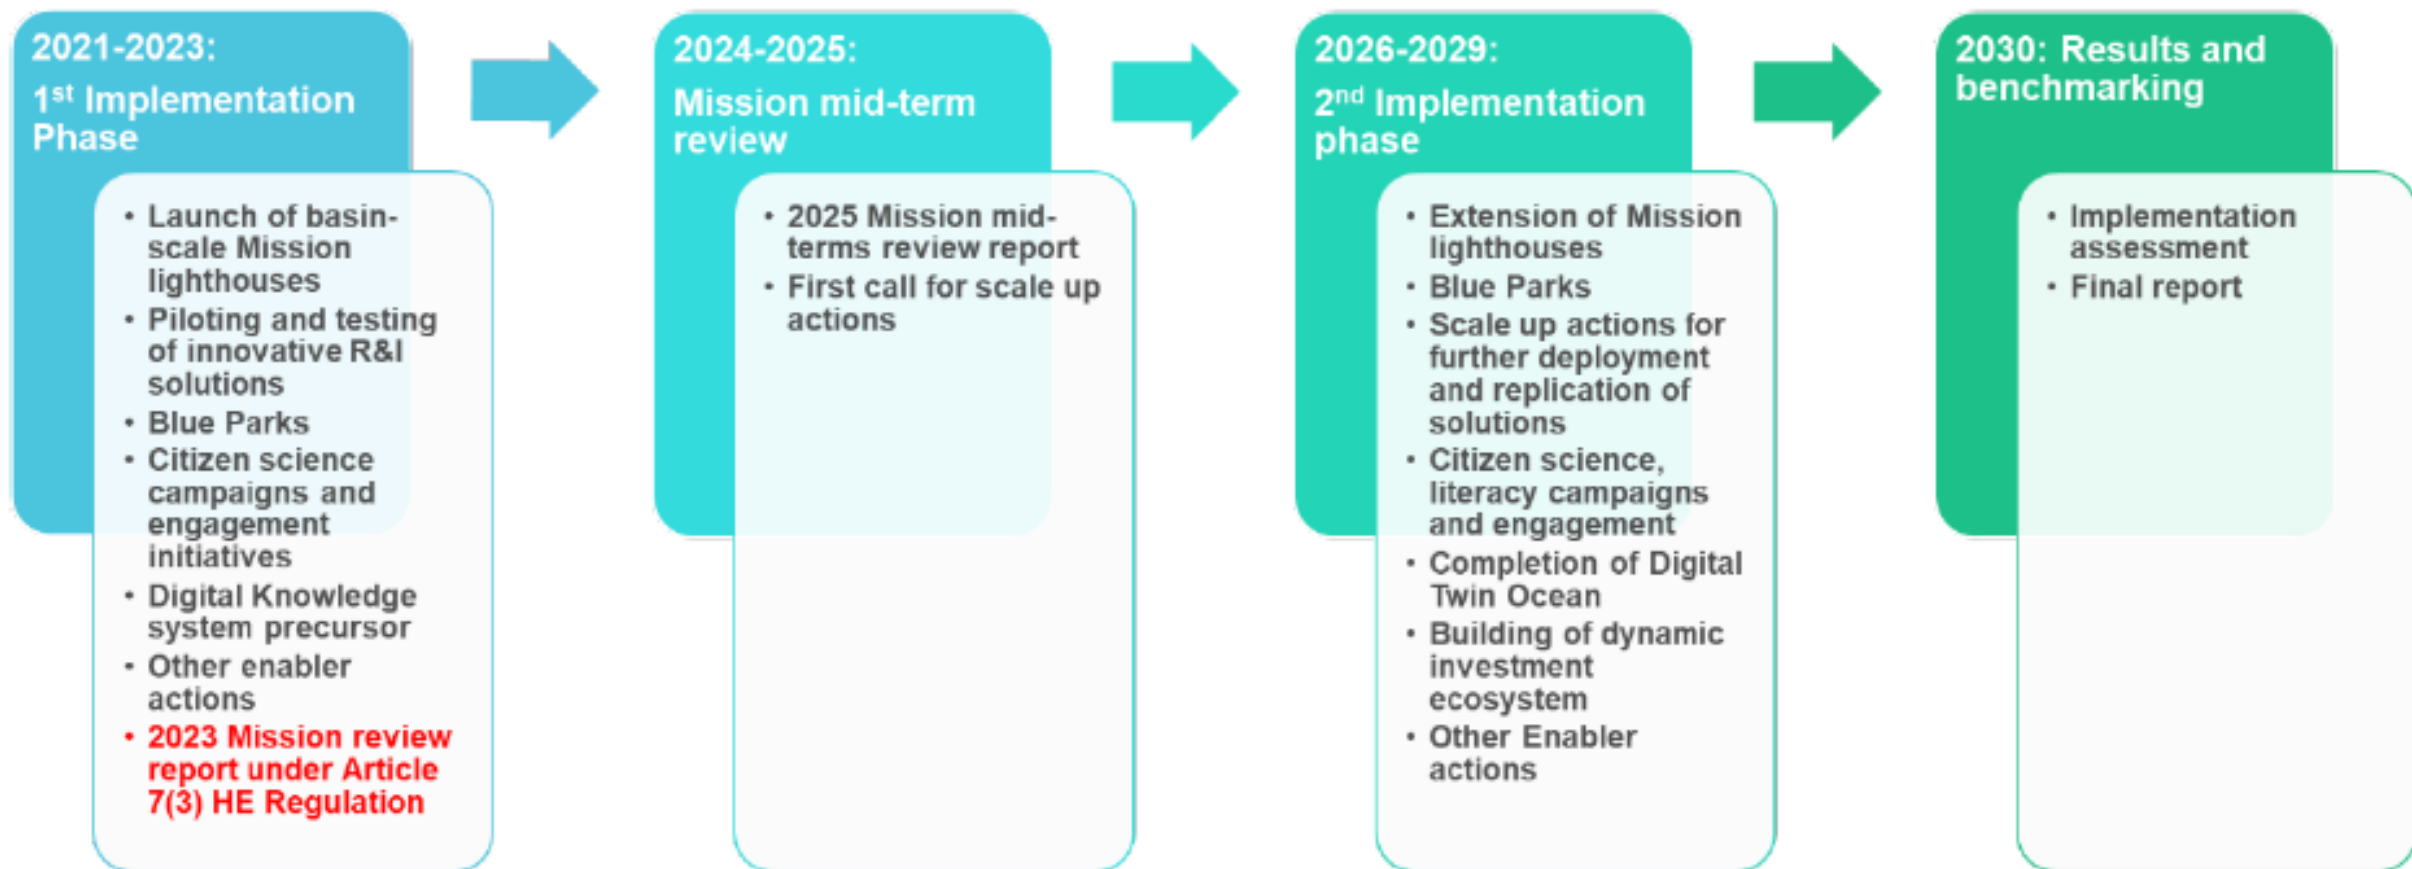 2021-2023:
1st Implementation
Phase
• Launch of basin-
scale Mission
lighthouses
• Piloting and testing
of innovative R&I
solutions
• Blue Parks
• Citizen science
campaigns and
engagement
initiatives
• Digital Knowledge
system precursor
• Other enabler
actions
• 2023 Mission review
report under Article
7(3) HE Regulation
2024-2025:
Mission mid-term
review
• 2025 Mission mid-
terms review report
• First call for scale up
actions
2026-2029:
2nd Implementation
phase
• Extension of Mission
lighthouses
• Blue Parks
• Scale up actions for
further deployment
and replication of
solutions
• Citizen science,
literacy campaigns
and engagement
• Completion of Digital
Twin Ocean
• Building of dynamic
investment
ecosystem
• Other Enabler
actions
2030: Results and
benchmarking
• Implementation
assessment
• Final report